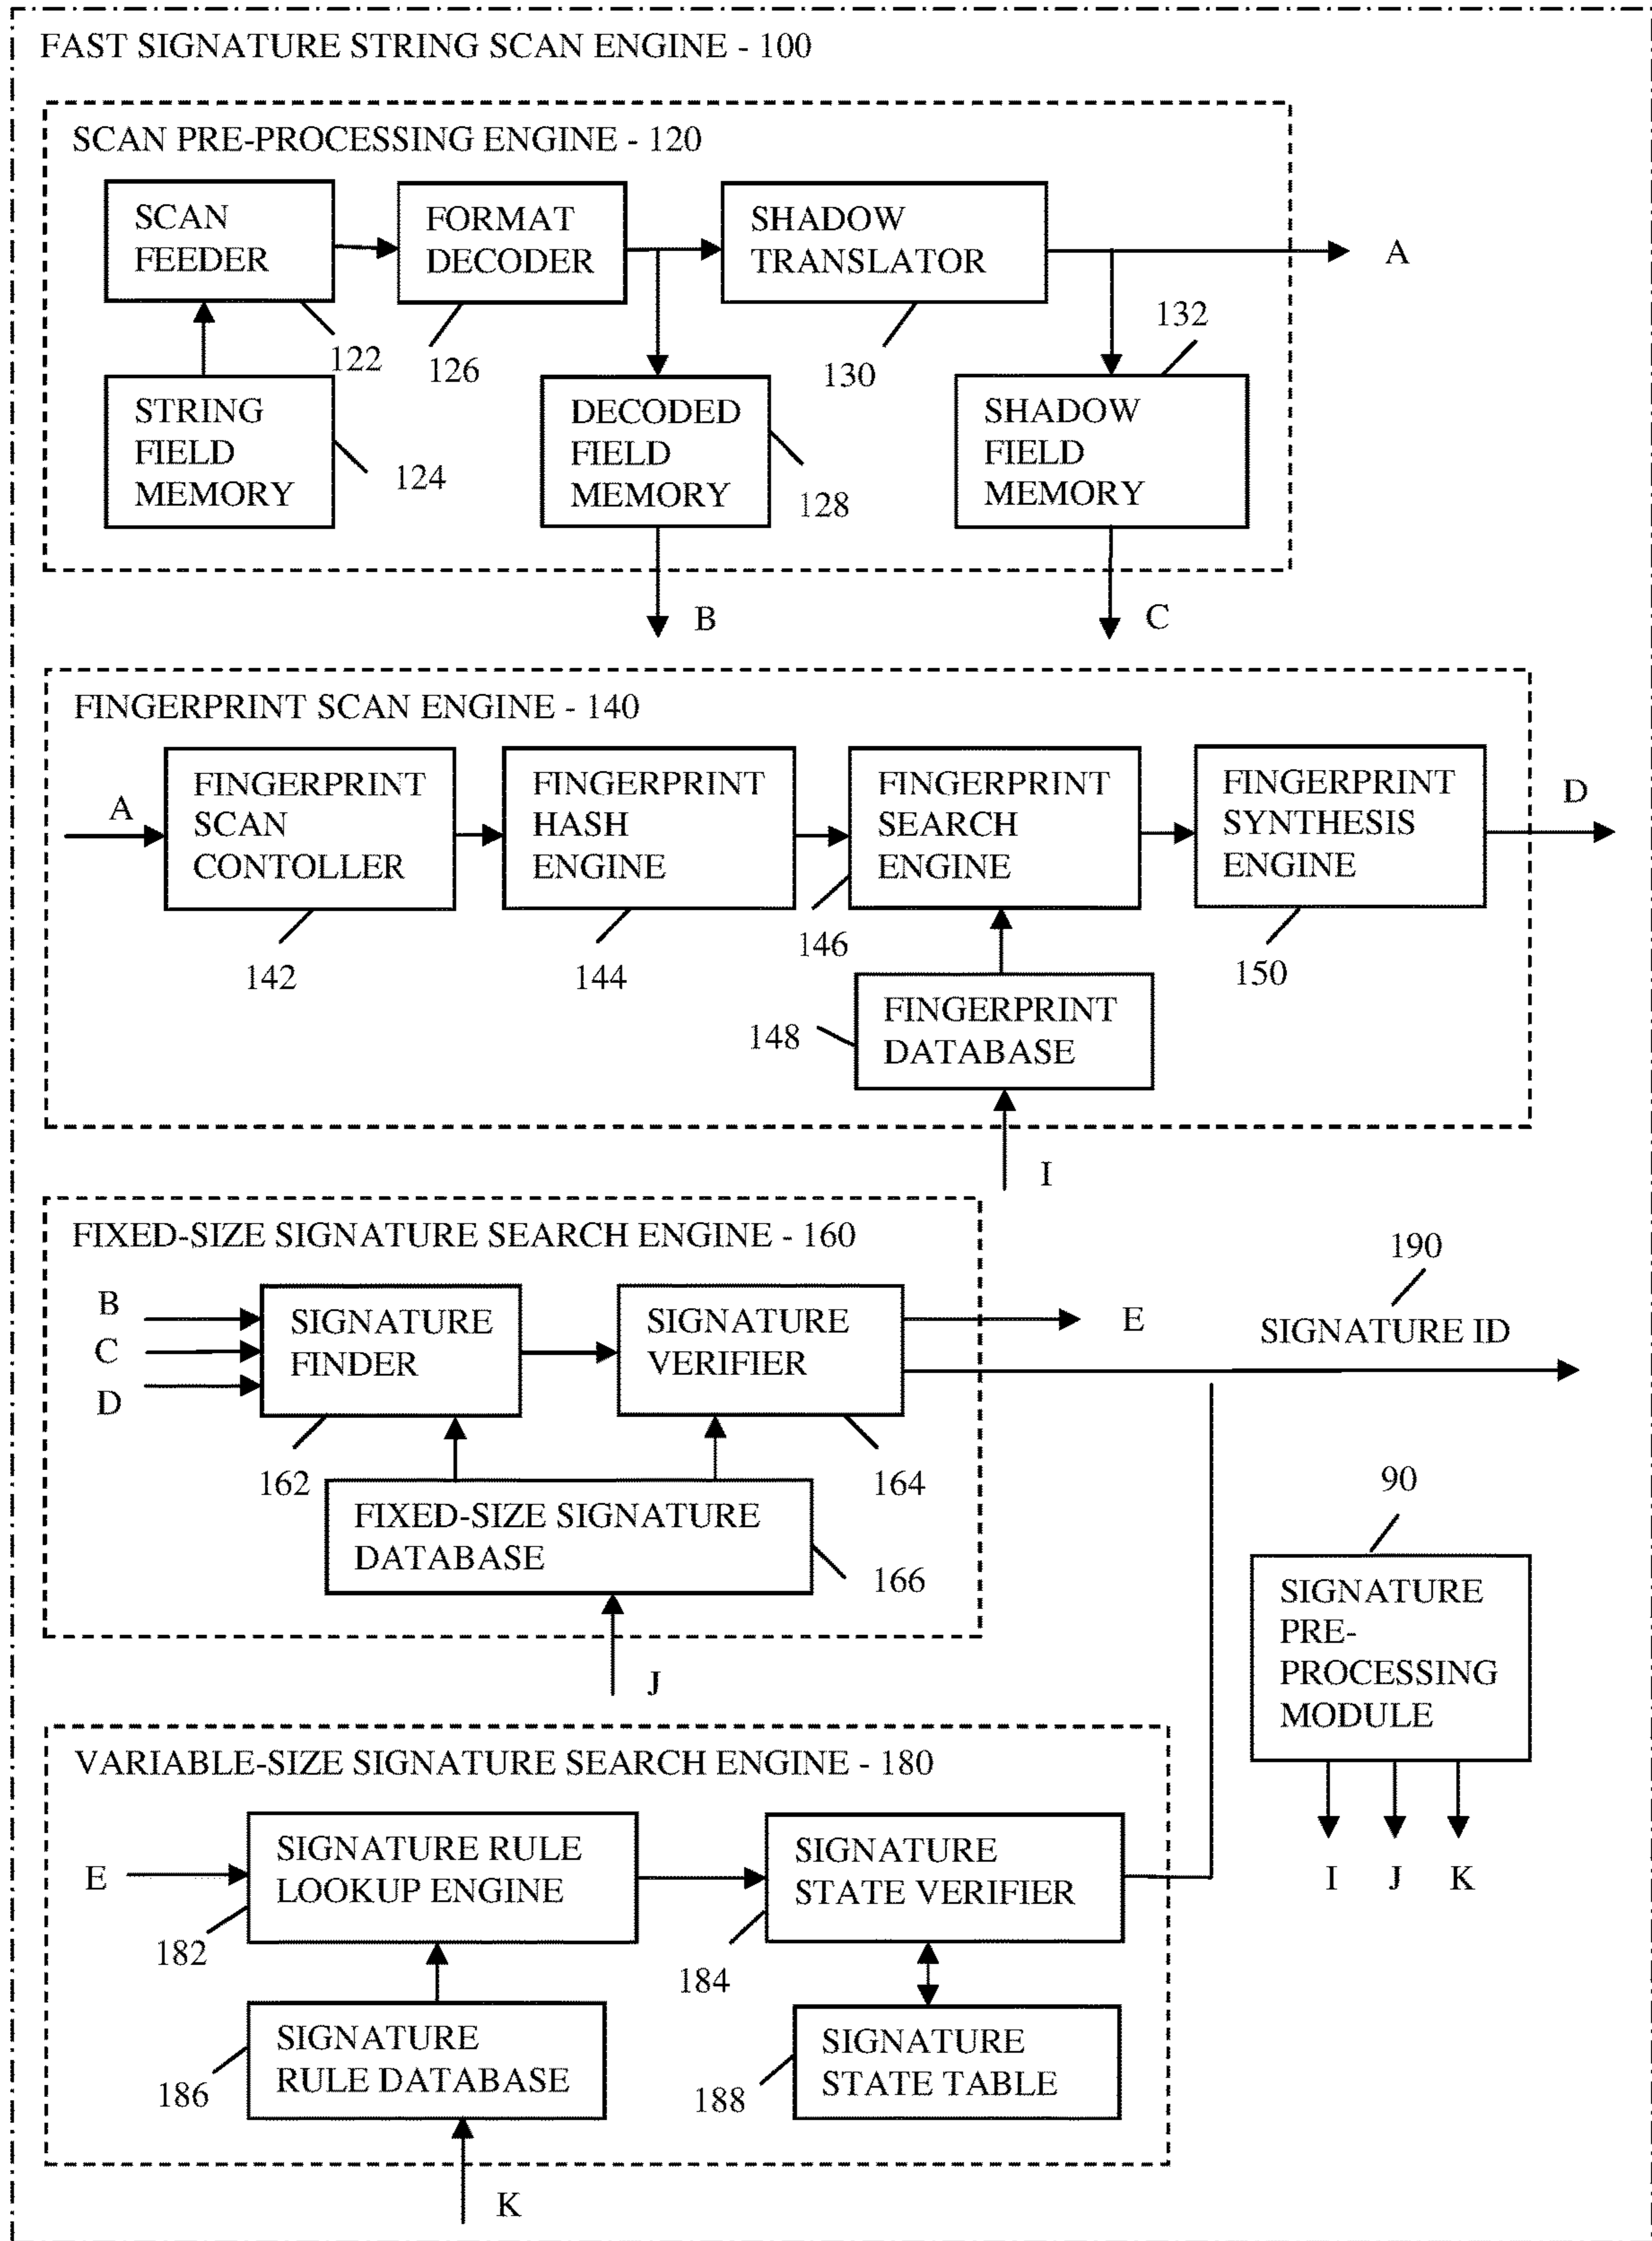 FAST SIGNATURE STRING SCAN ENGINE - 100
SCAN PRE-PROCESSING ENGINE - 120
SCAN
FEEDER
FORMAT
DECODER
SHADOW
TRANSLATOR
A
122
126
130
132
STRING
FIELD
MEMORY
124
DECODED
FIELD
MEMORY
128
SHADOW
FIELD
MEMORY
B
C
FINGERPRINT SCAN ENGINE - 140
A
FINGERPRINT
SCAN
CONTOLLER
FINGERPRINT
HASH
ENGINE
FINGERPRINT
SEARCH
ENGINE
FINGERPRINT
SYNTHESIS
ENGINE
D
142
144
146
150
148
FINGERPRINT
DATABASE
I
FIXED-SIZE SIGNATURE SEARCH ENGINE - 160
B
C
D
SIGNATURE
FINDER
SIGNATURE
VERIFIER
E
190
SIGNATURE ID
162
164
FIXED-SIZE SIGNATURE
DATABASE
166
J
90
SIGNATURE
PRE-
PROCESSING
MODULE
I J K
VARIABLE-SIZE SIGNATURE SEARCH ENGINE - 180
E
SIGNATURE RULE
LOOKUP ENGINE
SIGNATURE
STATE VERIFIER
182
184
SIGNATURE
RULE DATABASE
186
SIGNATURE
STATE TABLE
188
K